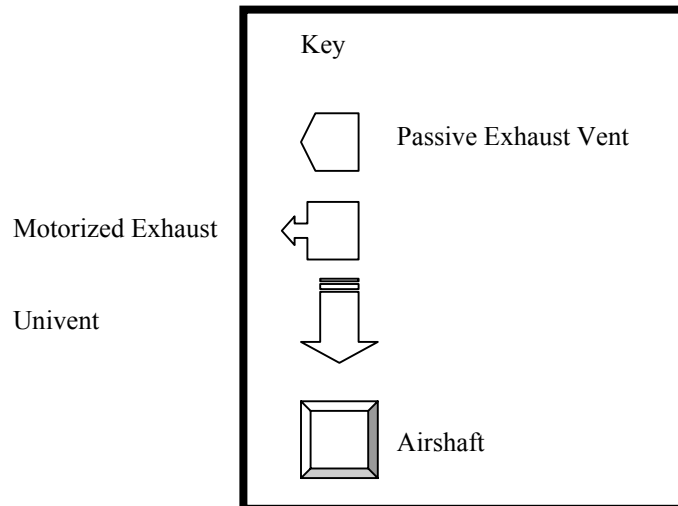 Key
Passive Exhaust Vent
Motorized Exhaust
Univent
Airshaft